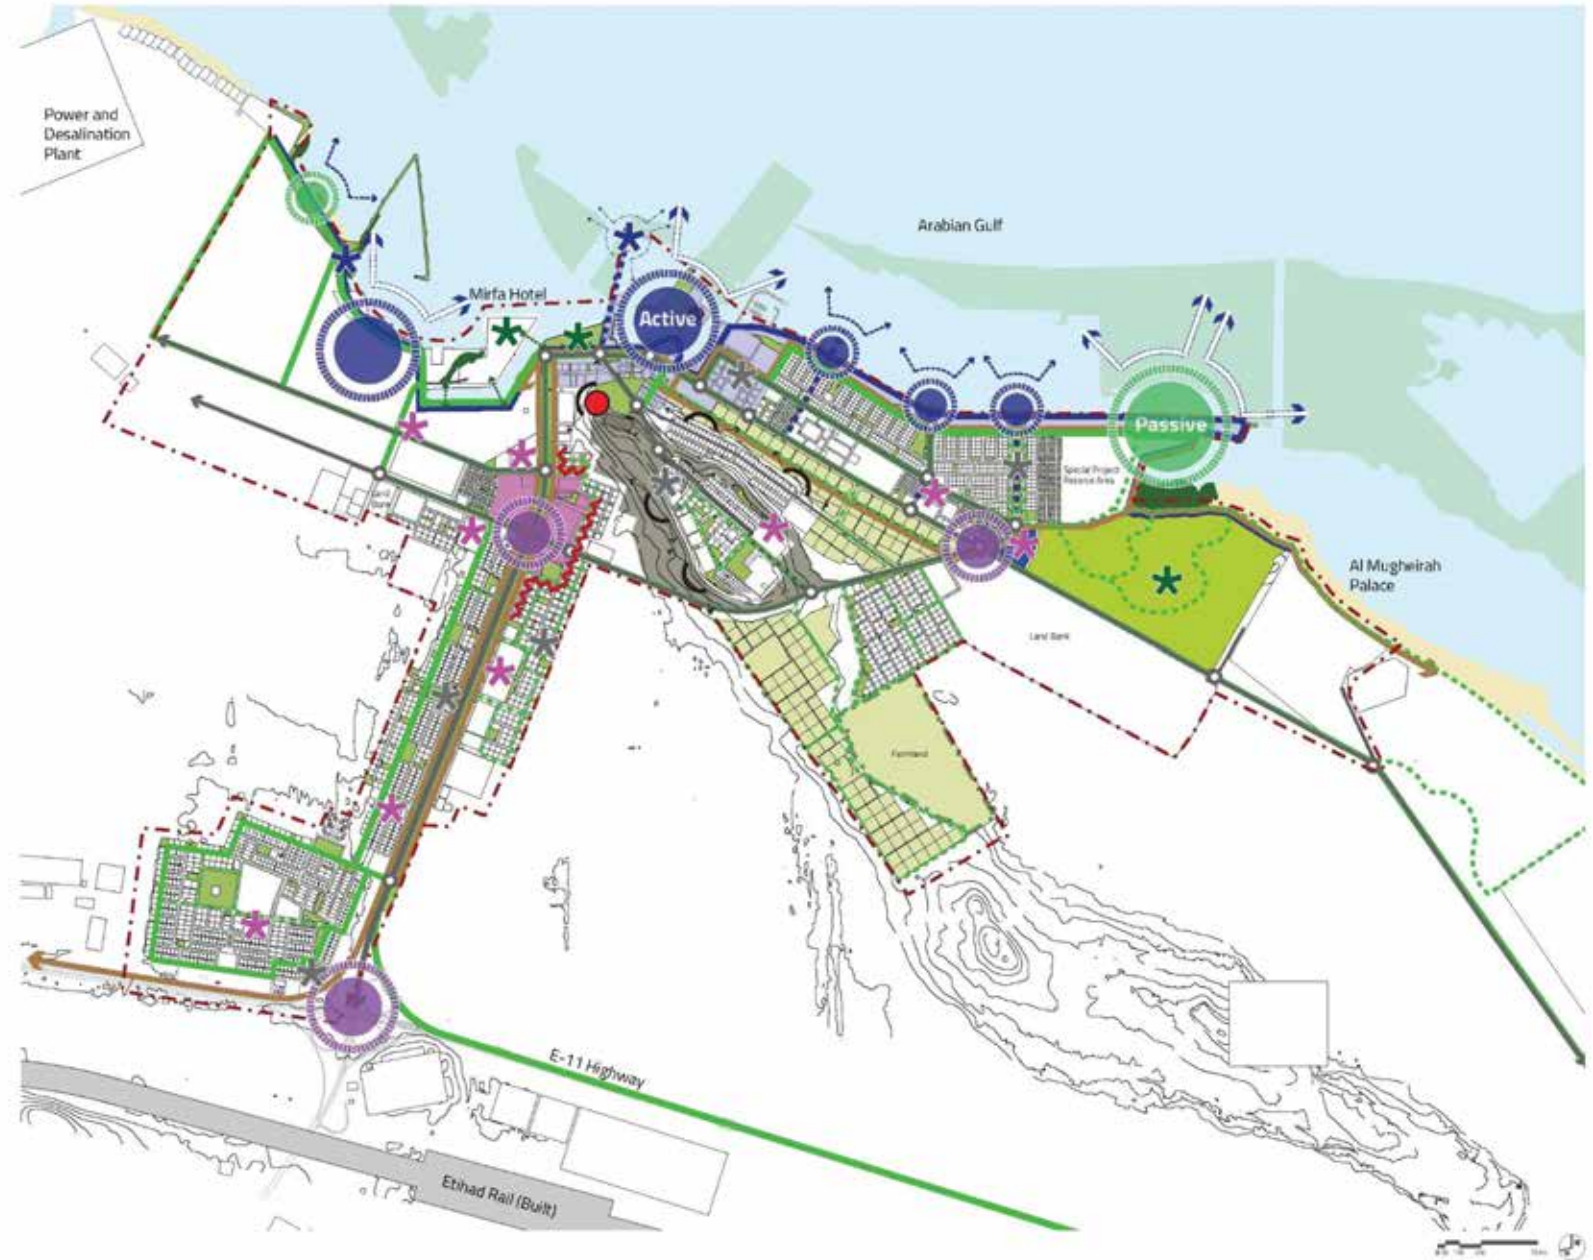 Power and
Desalination
Plant
Arabian Gulf
Mirfa Hotel
Active
Passive
Special Project
Reserve Area
Al Mugheirah
Palace
Land Bank
Farmland
E-11 Highway
Etihad Rail (Built)